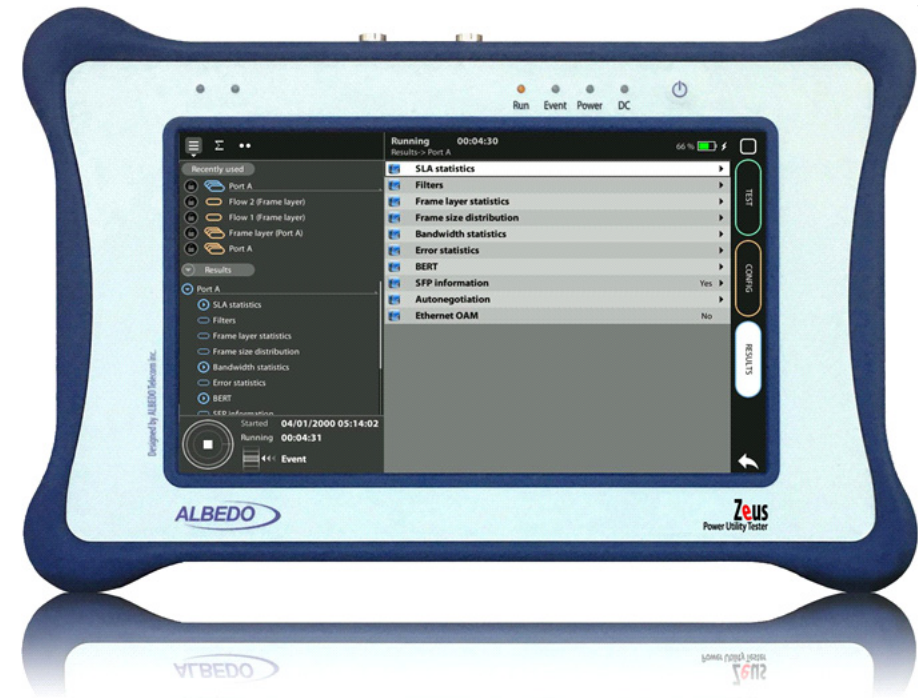 Run Event Power DC
Running 00:04:30
Results-> Port A
66 %
Recently used
Port A
Flow 2 (Frame layer)
Flow 1 (Frame layer)
Frame layer (Port A)
Port A
Results
Port A
SLA statistics
Filters
Frame layer statistics
Frame size distribution
Bandwidth statistics
Error statistics
BERT
SFP information
Started 04/01/2000 05:14:02
Running 00:04:31
Event
SLA statistics
Filters
Frame layer statistics
Frame size distribution
Bandwidth statistics
Error statistics
BERT
SFP information Yes
Autonegotiation
Ethernet OAM No
TEST
CONFIG
RESULTS
Designed by ALBEDO Telecom inc.
ALBEDO
Zeus
Power Utility Tester